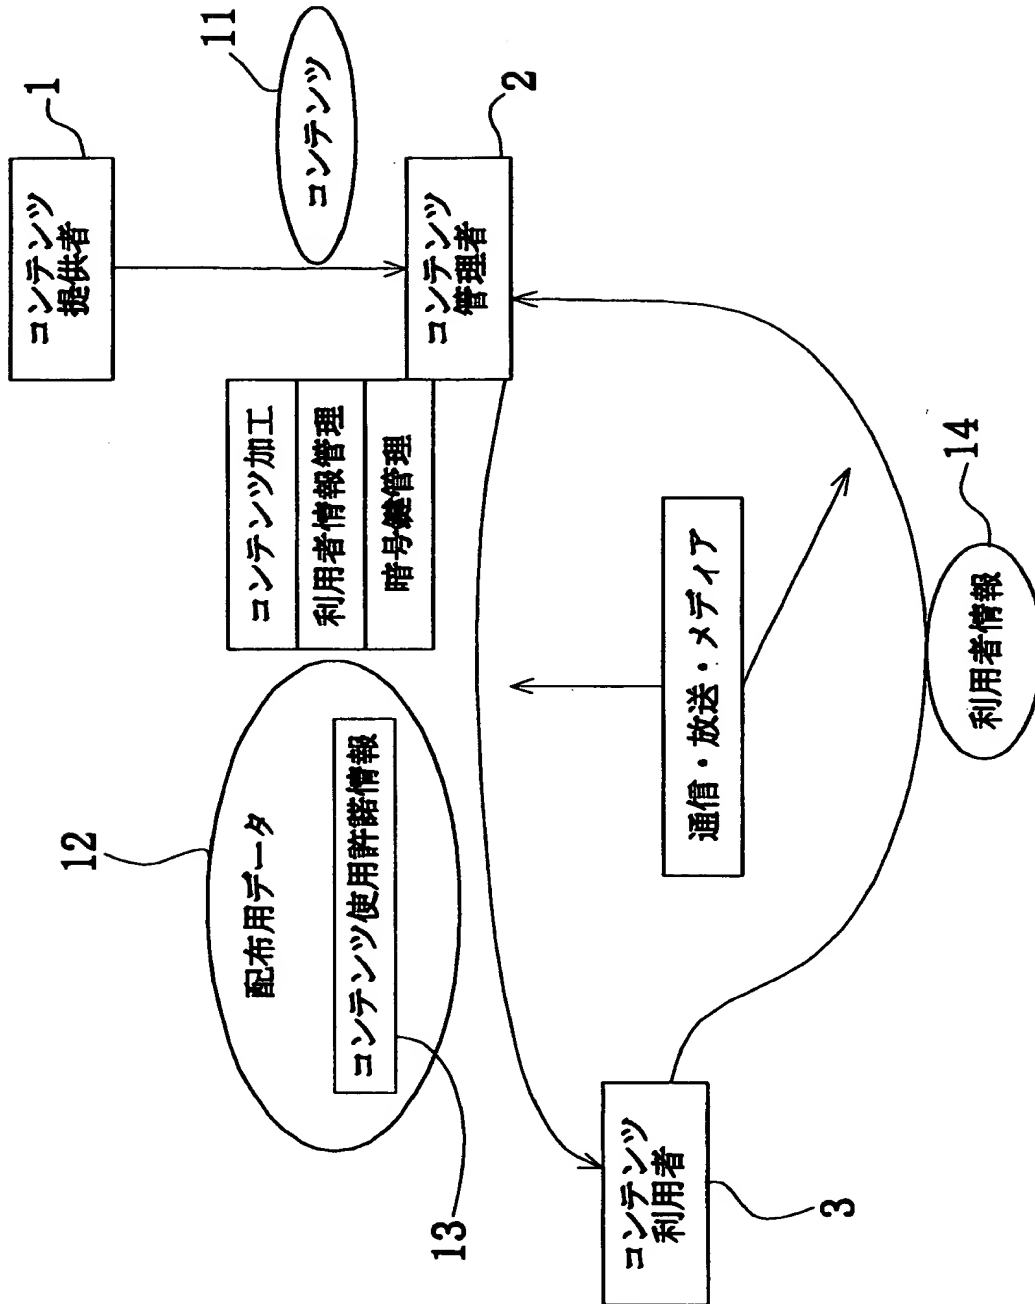 1
コンテンツ
提供者
11
コンテンツ
2
コンテンツ
管理者
コンテンツ加工
利用者情報管理
暗号鍵管理
12
配布用データ
コンテンツ使用許諾情報
13
通信・放送・メディア
14
利用者情報
3
コンテンツ
利用者